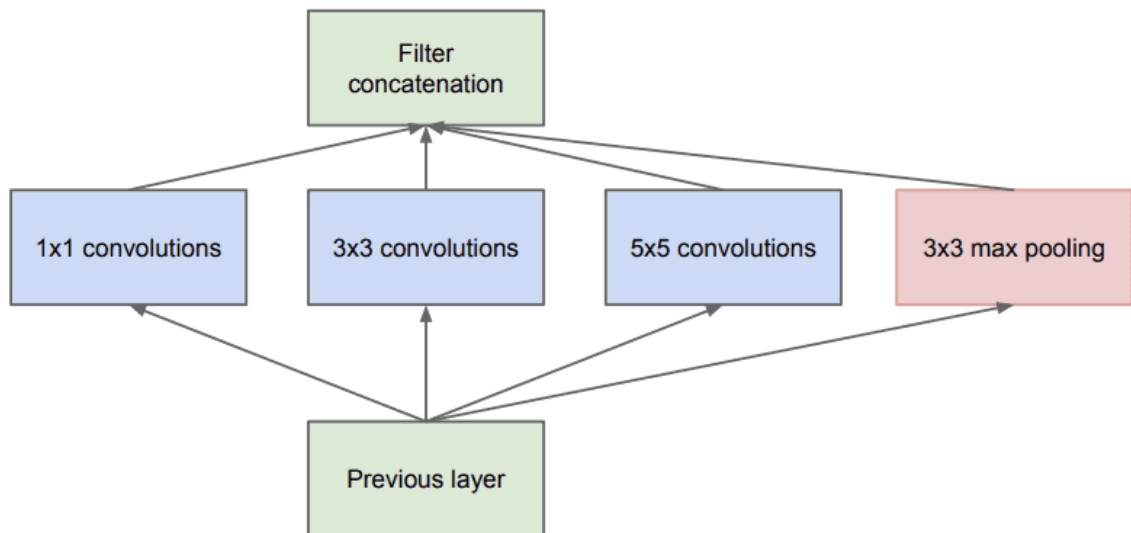 Filter
concatenation
1x1 convolutions
3x3 convolutions
5x5 convolutions
3x3 max pooling
Previous layer